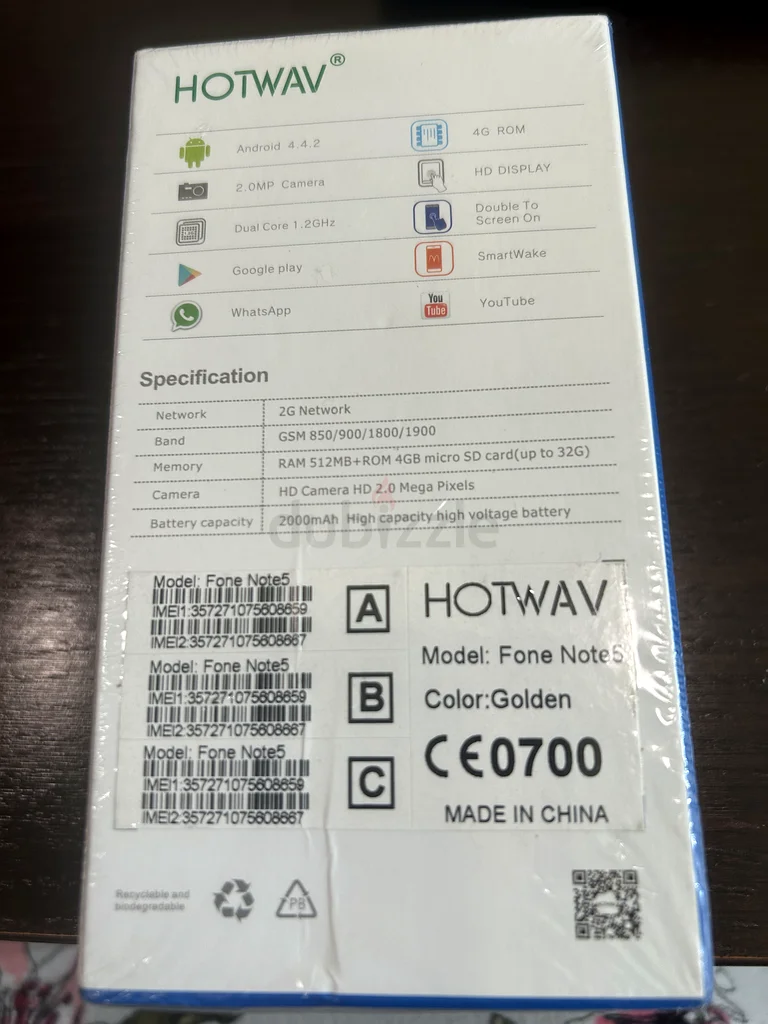 HOTWAV®
Android 4.4.2
4G ROM
2.0MP Camera
HD DISPLAY
Dual Core 1.2GHz
Double To
Screen On
Google play
SmartWake
WhatsApp
You
Tube
YouTube
Specification
Network 2G Network
Band GSM 850/900/1800/1900
Memory RAM 512MB+ROM 4GB micro SD card(up to 32G)
Camera HD Camera HD 2.0 Mega Pixels
Battery capacity 2000mAh High capacity high voltage battery
dubizzle
Model: Fone Note5
IMEI1:357271075608659
IMEI2:357271075608667
A
Model: Fone Note5
IMEI1:357271075608659
IMEI2:357271075608667
B
Model: Fone Note5
IMEI1:357271075608659
IMEI2:357271075608667
C
HOTWAV
Model: Fone Note5
Color:Golden
CE0700
MADE IN CHINA
Recyclable and
biodegradable
PB